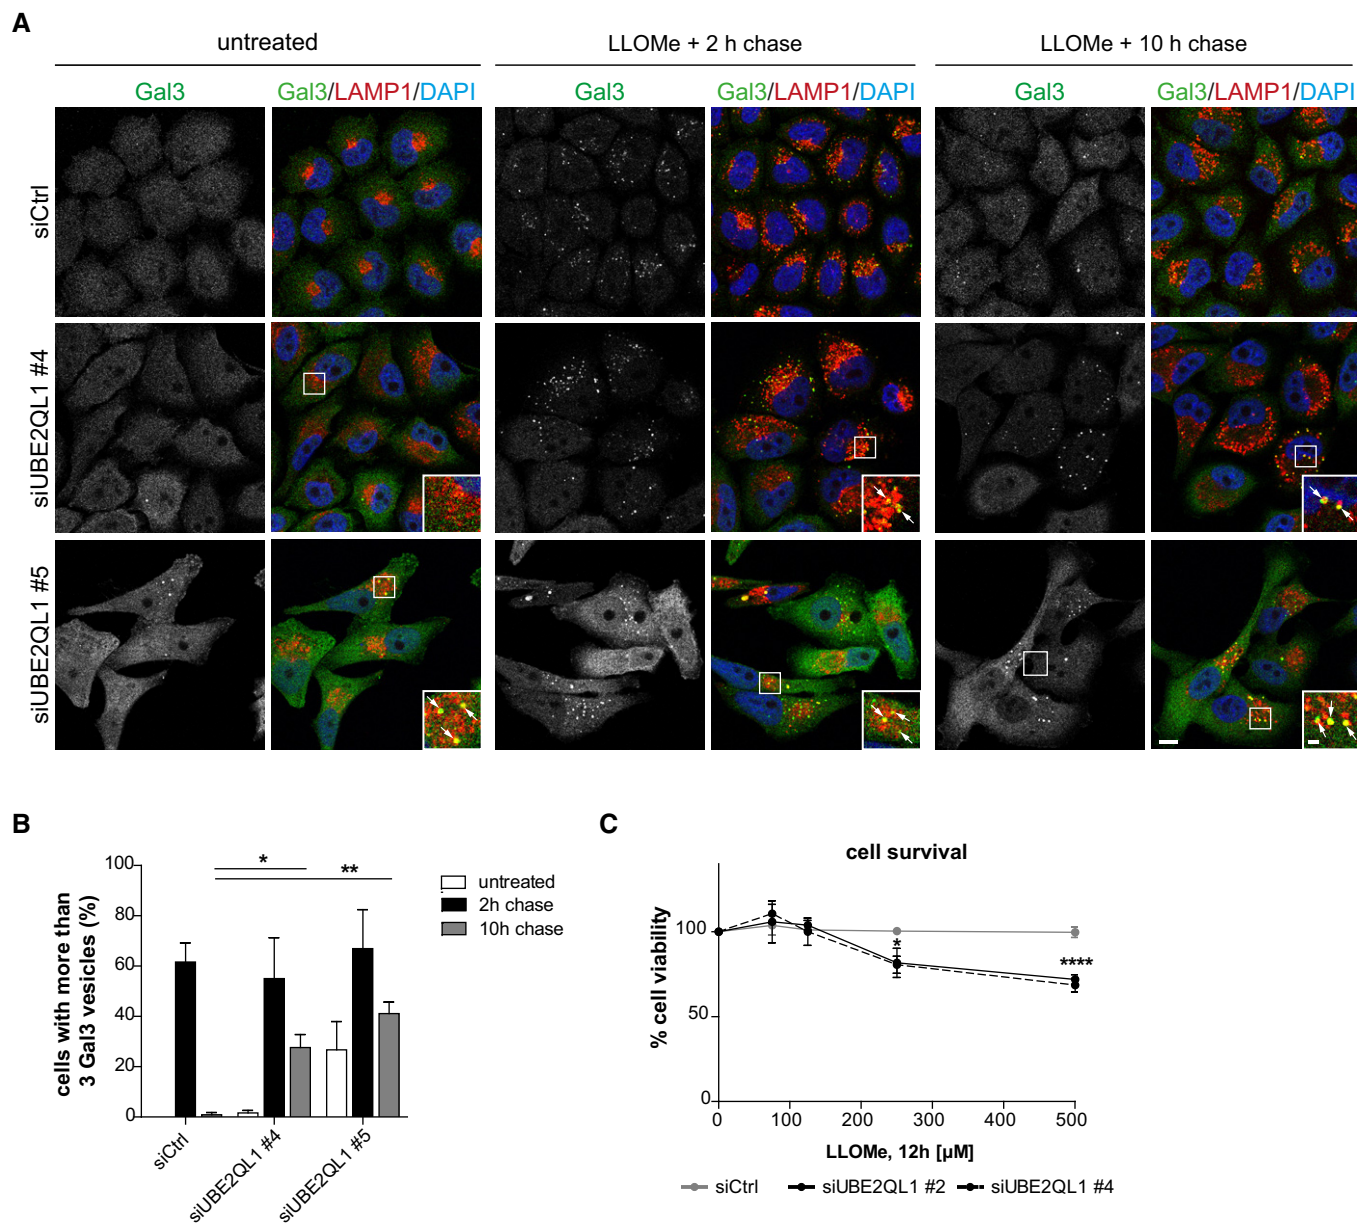 A
untreated
LLOMe + 2 h chase
LLOMe + 10 h chase
Gal3
Gal3/LAMP1/DAPI
Gal3
Gal3/LAMP1/DAPI
Gal3
Gal3/LAMP1/DAPI
siCtrl
siUBE2QL1 #4
siUBE2QL1 #5
B
cells with more than
3 Gal3 vesicles (%)
100
80
60
40
20
0
*
**
untreated
2h chase
10h chase
siCtrl
siUBE2QL1 #4
siUBE2QL1 #5
C
cell survival
% cell viability
100
50
0
*
****
0
100
200
300
400
500
LLOMe, 12h [µM]
siCtrl
siUBE2QL1 #2
siUBE2QL1 #4